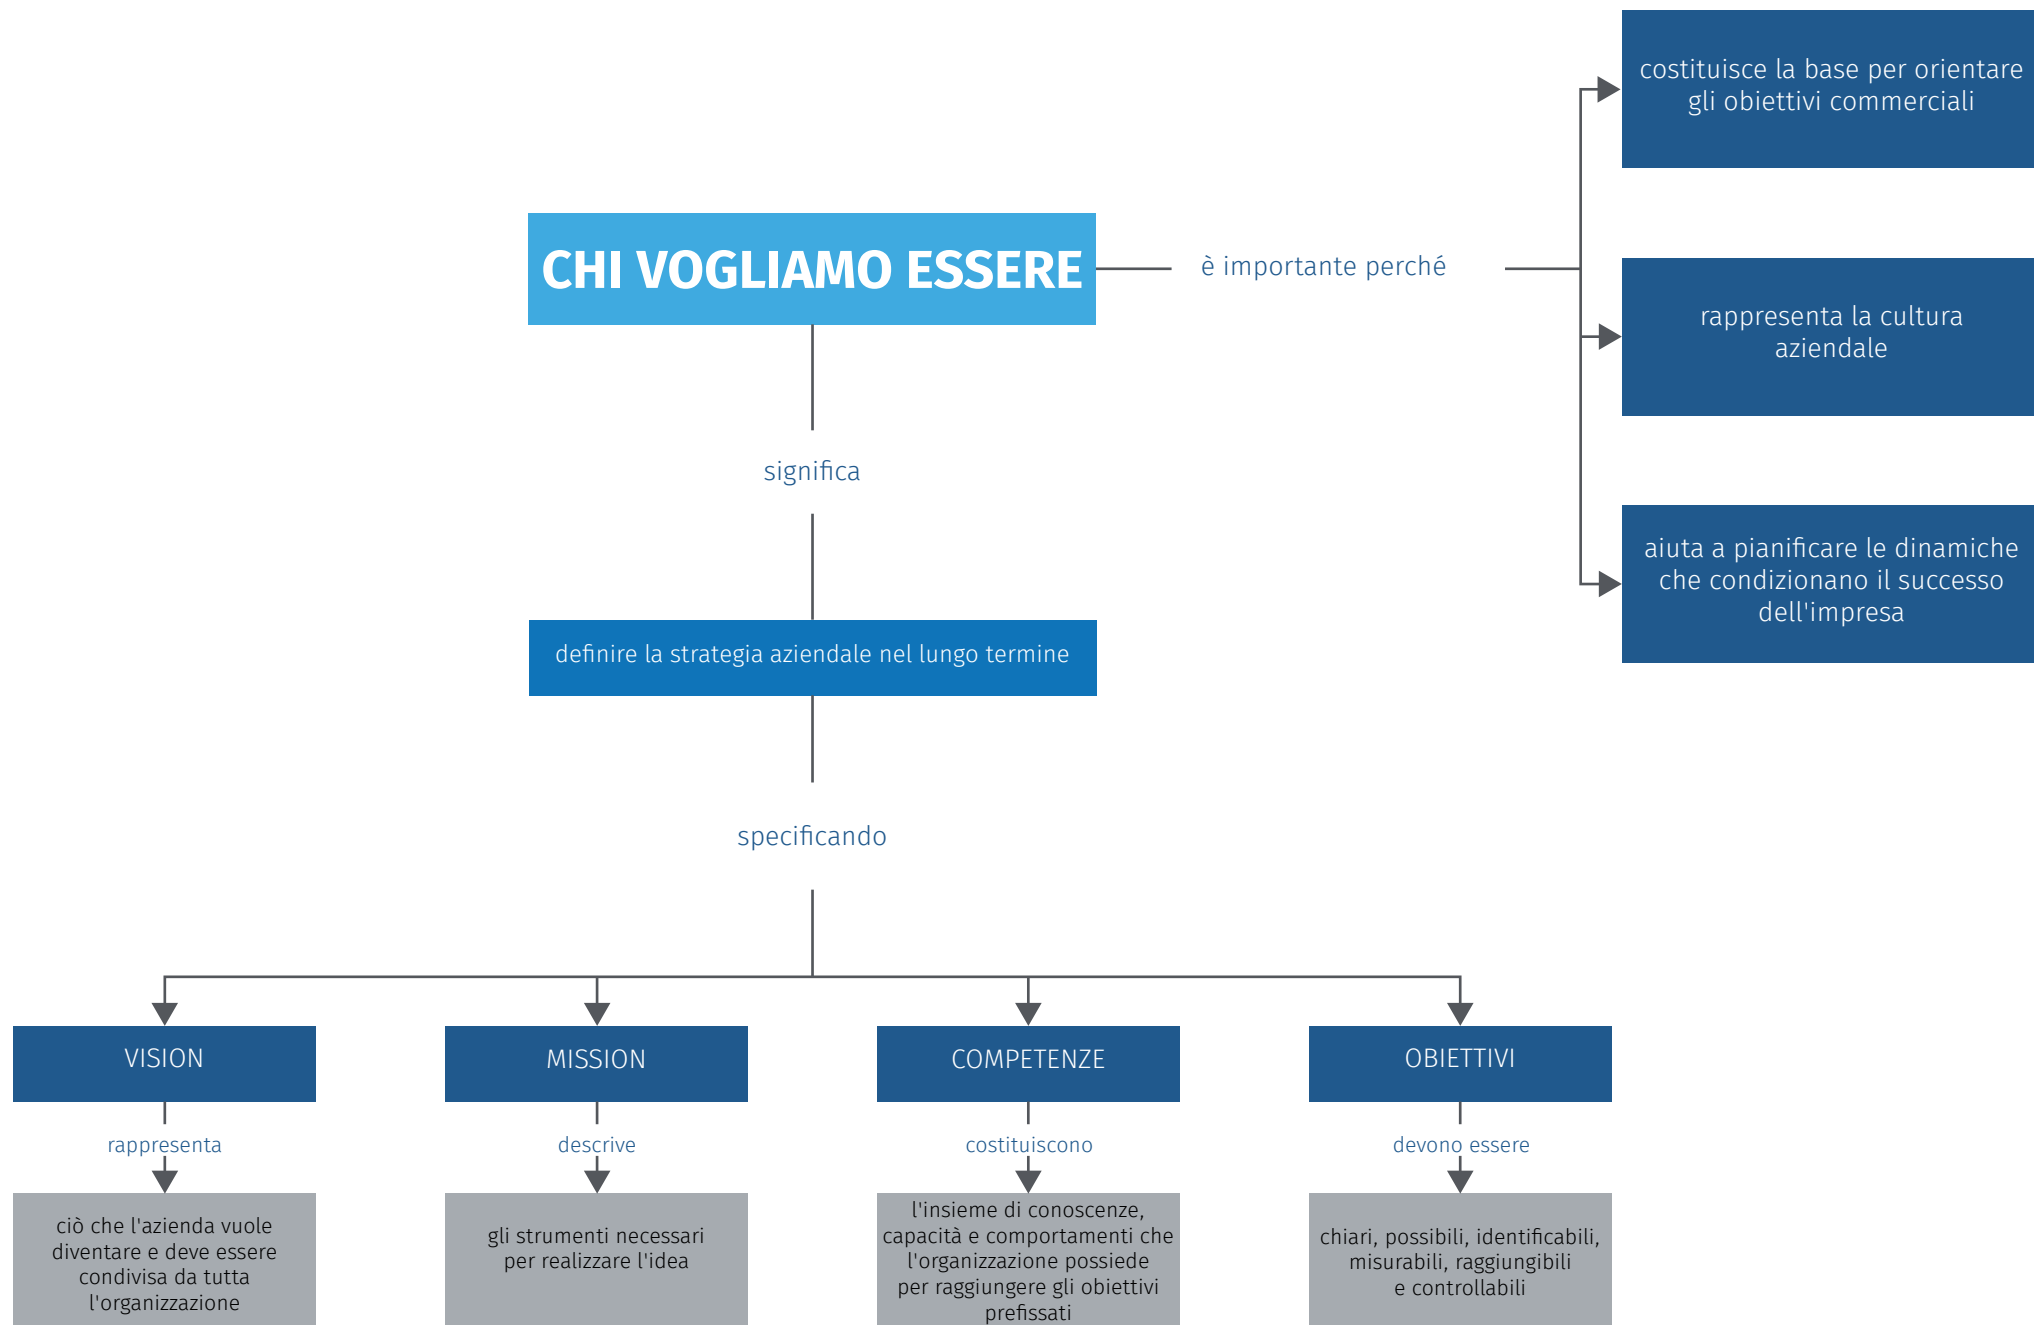 costituisce la base per orientare
gli obiettivi commerciali
CHI VOGLIAMO ESSERE
è importante perché
rappresenta la cultura
aziendale
significa
aiuta a pianificare le dinamiche
che condizionano il successo
dell'impresa
definire la strategia aziendale nel lungo termine
specificando
VISION
MISSION
COMPETENZE
OBIETTIVI
rappresenta
descrive
costituiscono
devono essere
ciò che l'azienda vuole
diventare e deve essere
condivisa da tutta
l'organizzazione
gli strumenti necessari
per realizzare l'idea
l'insieme di conoscenze,
capacità e comportamenti che
l'organizzazione possiede
per raggiungere gli obiettivi
prefissati
chiari, possibili, identificabili,
misurabili, raggiungibili
e controllabili